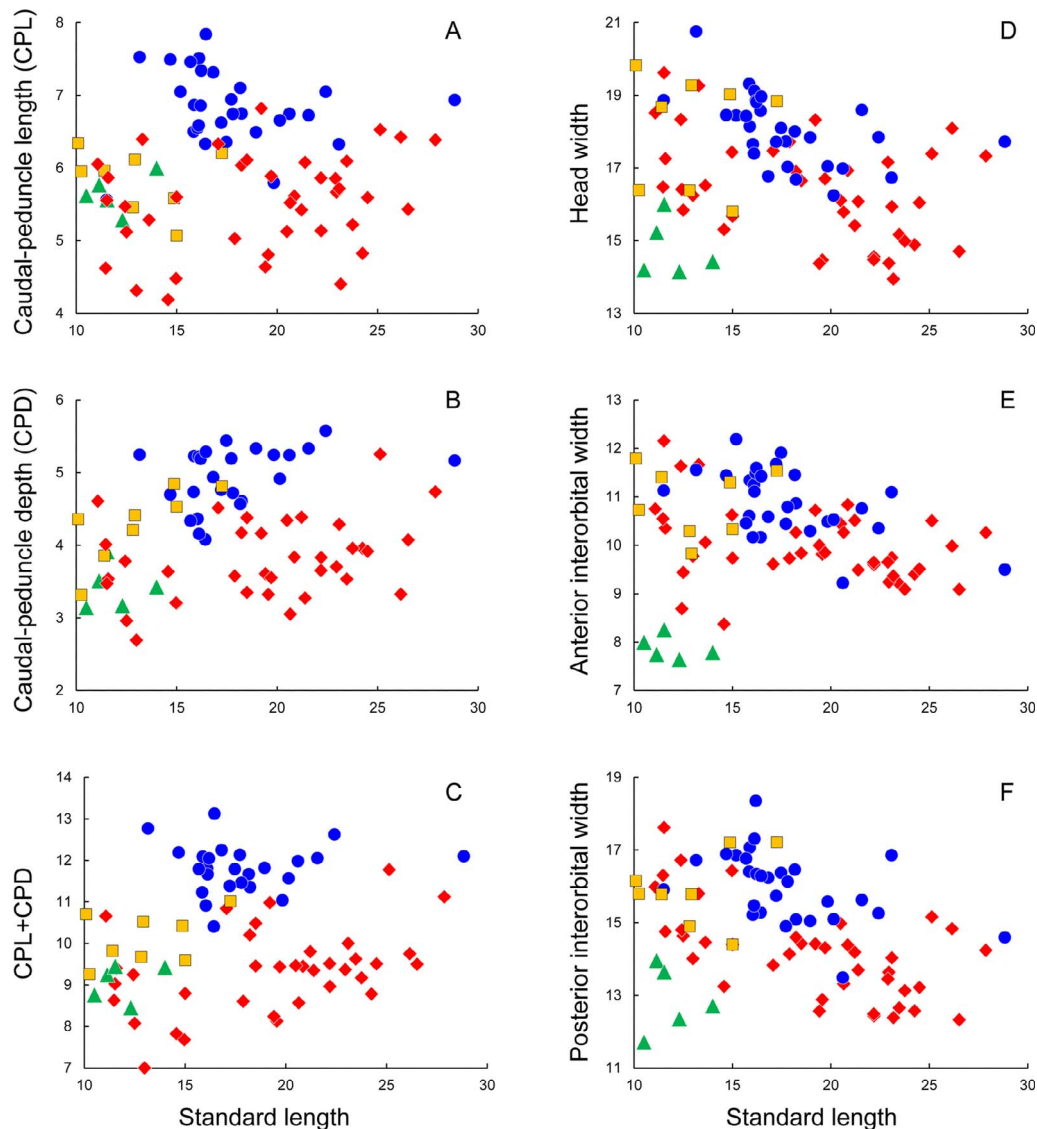 A
Caudal-peduncle length (CPL)
8
7
6
5
4
10 15 20 25 30
D
Head width
21
19
17
15
13
10 15 20 25 30
B
Caudal-peduncle depth (CPD)
6
5
4
3
2
10 15 20 25 30
E
Anterior interorbital width
13
12
11
10
9
8
7
10 15 20 25 30
C
CPL+CPD
14
13
12
11
10
9
8
7
10 15 20 25 30
Standard length
F
Posterior interorbital width
19
17
15
13
11
10 15 20 25 30
Standard length